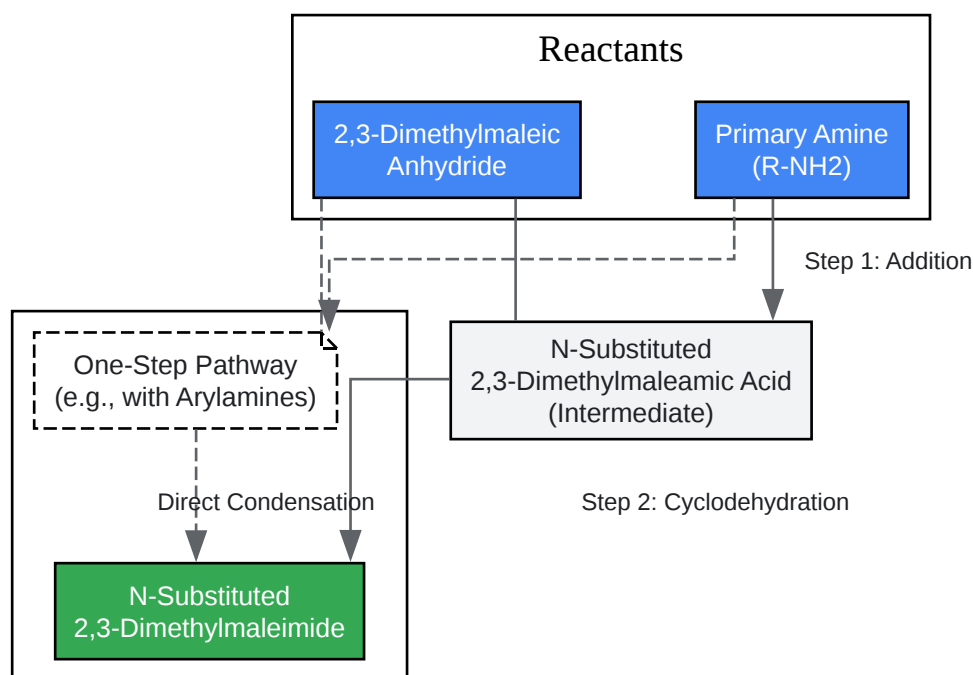 Reactants
2,3-Dimethylmaleic
Anhydride
Primary Amine
(R-NH2)
Step 1: Addition
N-Substituted
2,3-Dimethylmaleamic Acid
(Intermediate)
One-Step Pathway
(e.g., with Arylamines)
Direct Condensation
Step 2: Cyclodehydration
N-Substituted
2,3-Dimethylmaleimide